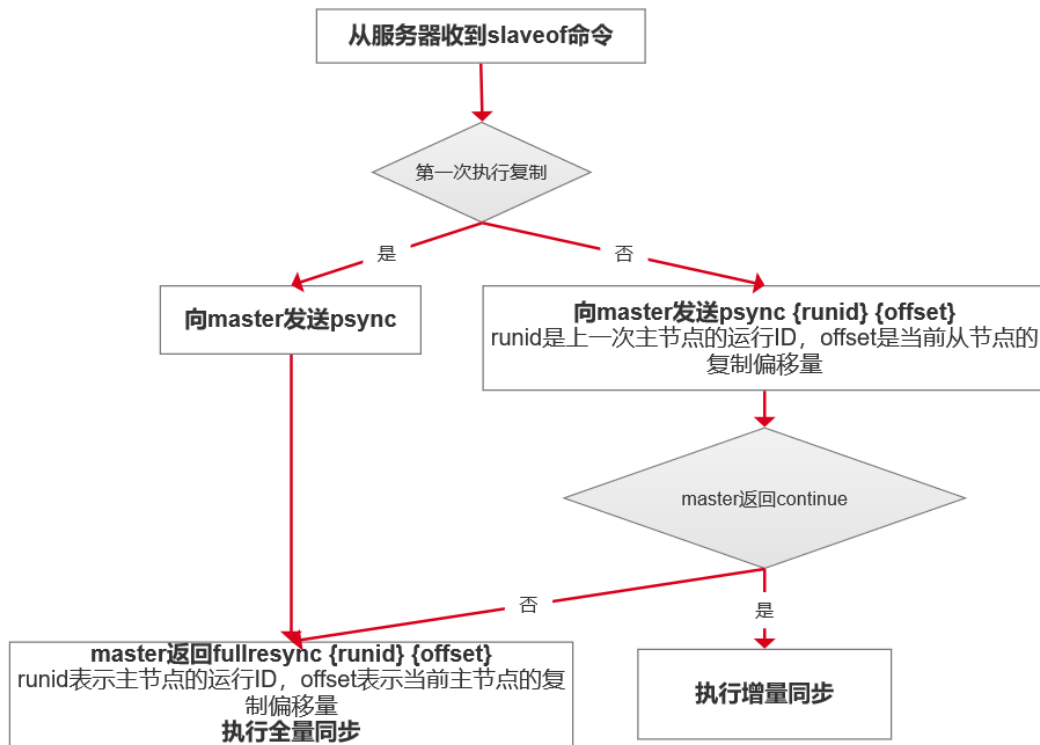 从服务器收到slaveof命令
第一次执行复制
是
否
向master发送psync
向master发送psync {runid} {offset}
runid是上一次主节点的运行ID，offset是当前从节点的
复制偏移量
master返回continue
否
是
master返回fullresync {runid} {offset}
runid表示主节点的运行ID，offset表示当前主节点的复
制偏移量
执行全量同步
执行增量同步